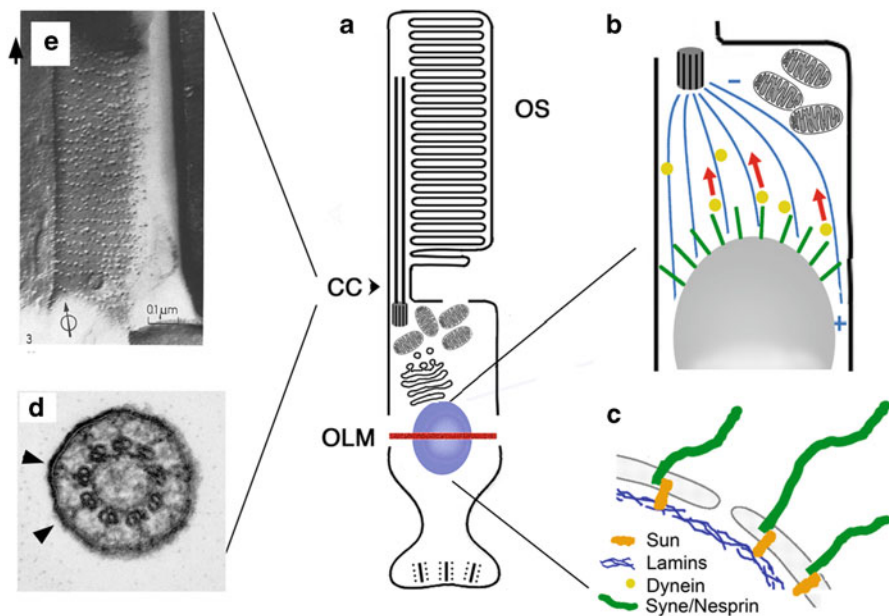 e
a
b
OS
−
CC
0.1µm
3
+
d
OLM
c
Sun
Lamins
Dynein
Syne/Nesprin